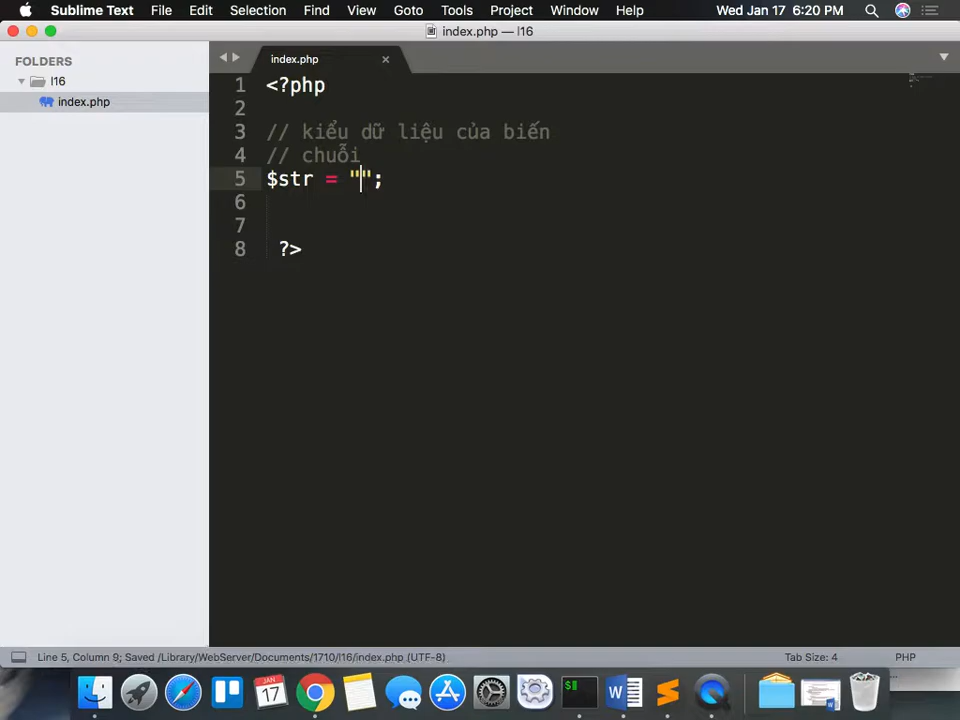 Sublime Text File Edit Selection Find View Goto Tools Project Window Help Wed Jan 17 6:20 PM
index.php — l16
FOLDERS
l16
index.php
index.php
1 <?php
2
3 // kiểu dữ liệu của biến
4 // chuỗi
5 $str = "";
6
7
8 ?>
Line 5, Column 9; Saved /Library/WebServer/Documents/1710/l16/index.php (UTF-8) Tab Size: 4 PHP
JAN
17